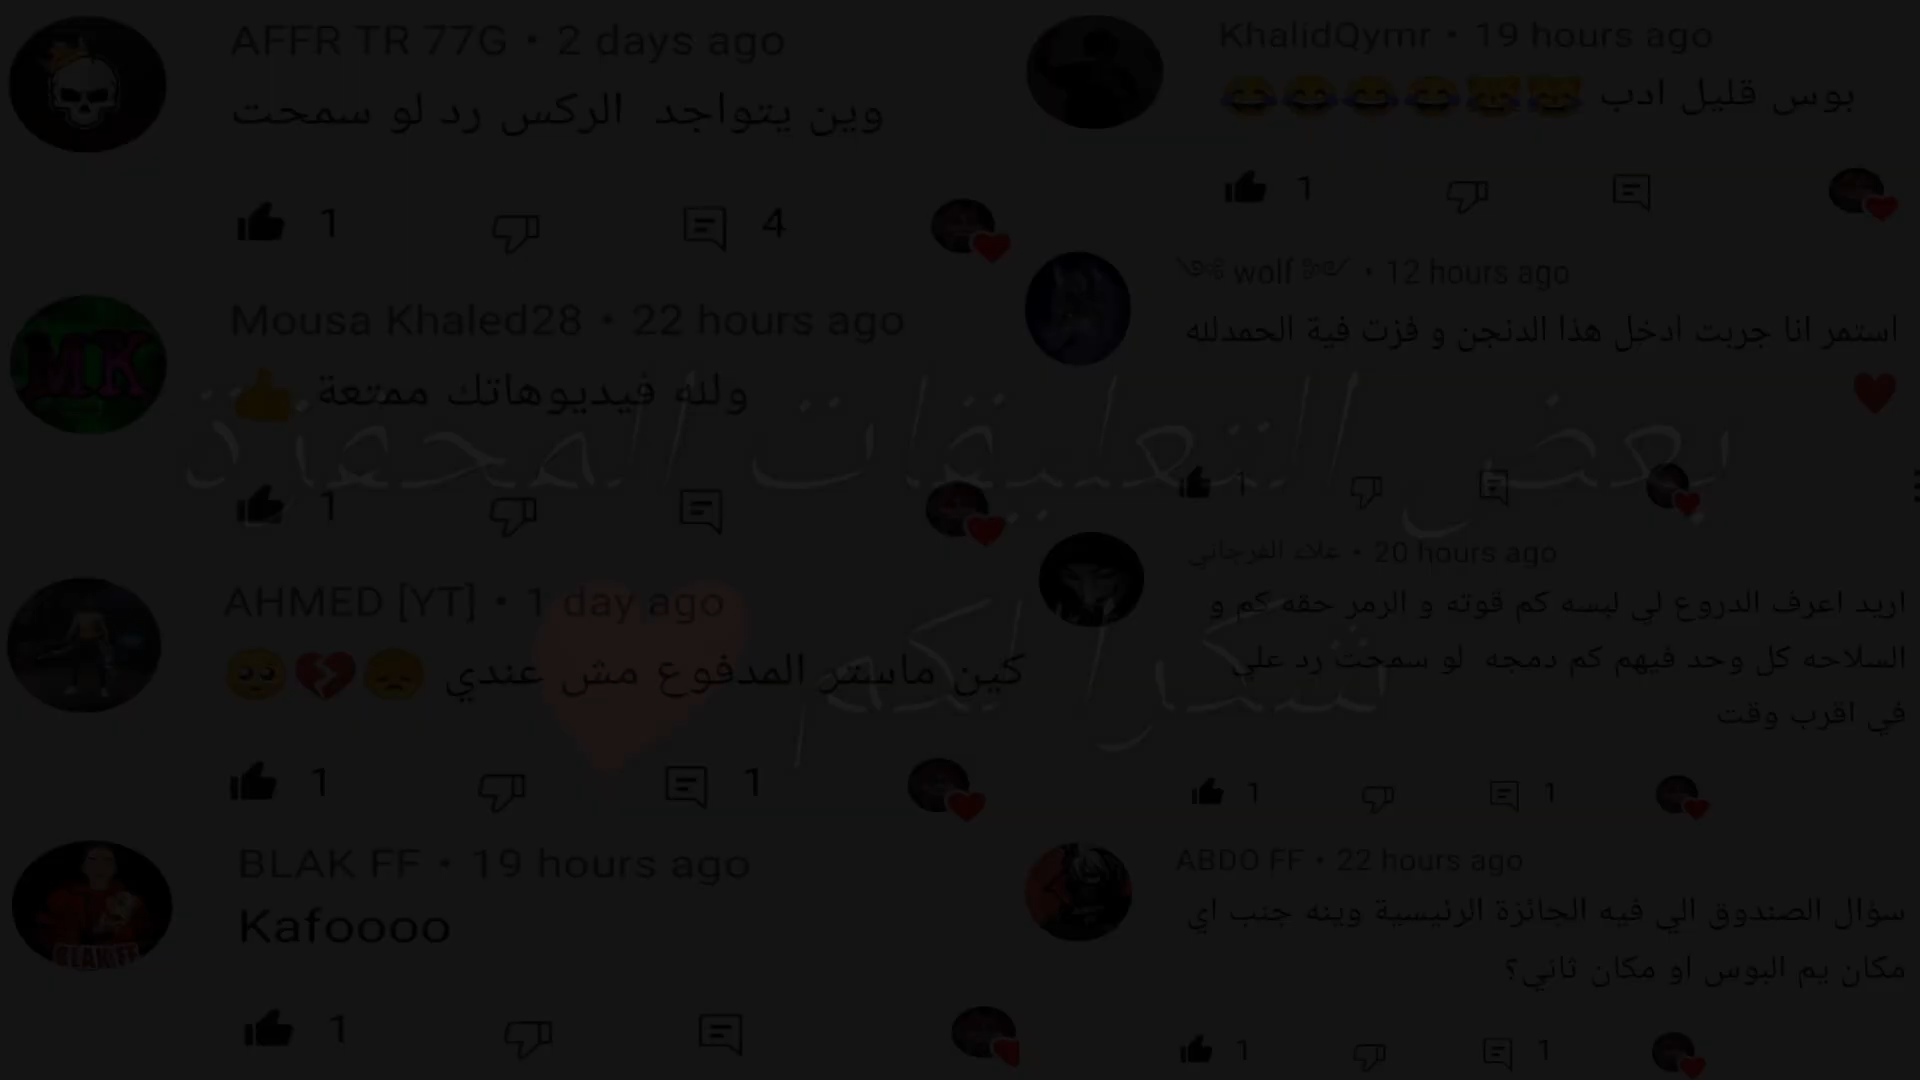 AFFR TR 77G • 2 days ago
وين يتواجد الركس رد لو سمحت
1
4
Mousa Khaled28 • 22 hours ago
ولله فيديوهاتك ممتعة 👍
1
AHMED [YT] • 1 day ago
كين ماستر المدفوع مش عندي 😞💔🥺
1
1
BLAK FF • 19 hours ago
Kafoooo
1
KhalidQymr • 19 hours ago
بوس قليل ادب 😹😹😂😂😂😂
1
༺ wolf ༻ • 12 hours ago
استمر انا جربت ادخل هذا الدنجن و فزت فية الحمدلله
❤
1
علاء الفرجاني • 20 hours ago
اريد اعرف الدروع لي ليسه كم قوته و الرمز حقه كم و
السلاحه كل وحد فيهم كم دمجه لو سمحت رد علي
في اقرب وقت
1
1
ABDO FF • 22 hours ago
سؤال الصندوق الي فيه الجائزة الرئيسية وينه جنب اي
مكان يم البوس او مكان ثاني؟
1
1
بعض التعليقات المحفزة
شكرا لكم
MK
BLAK FF